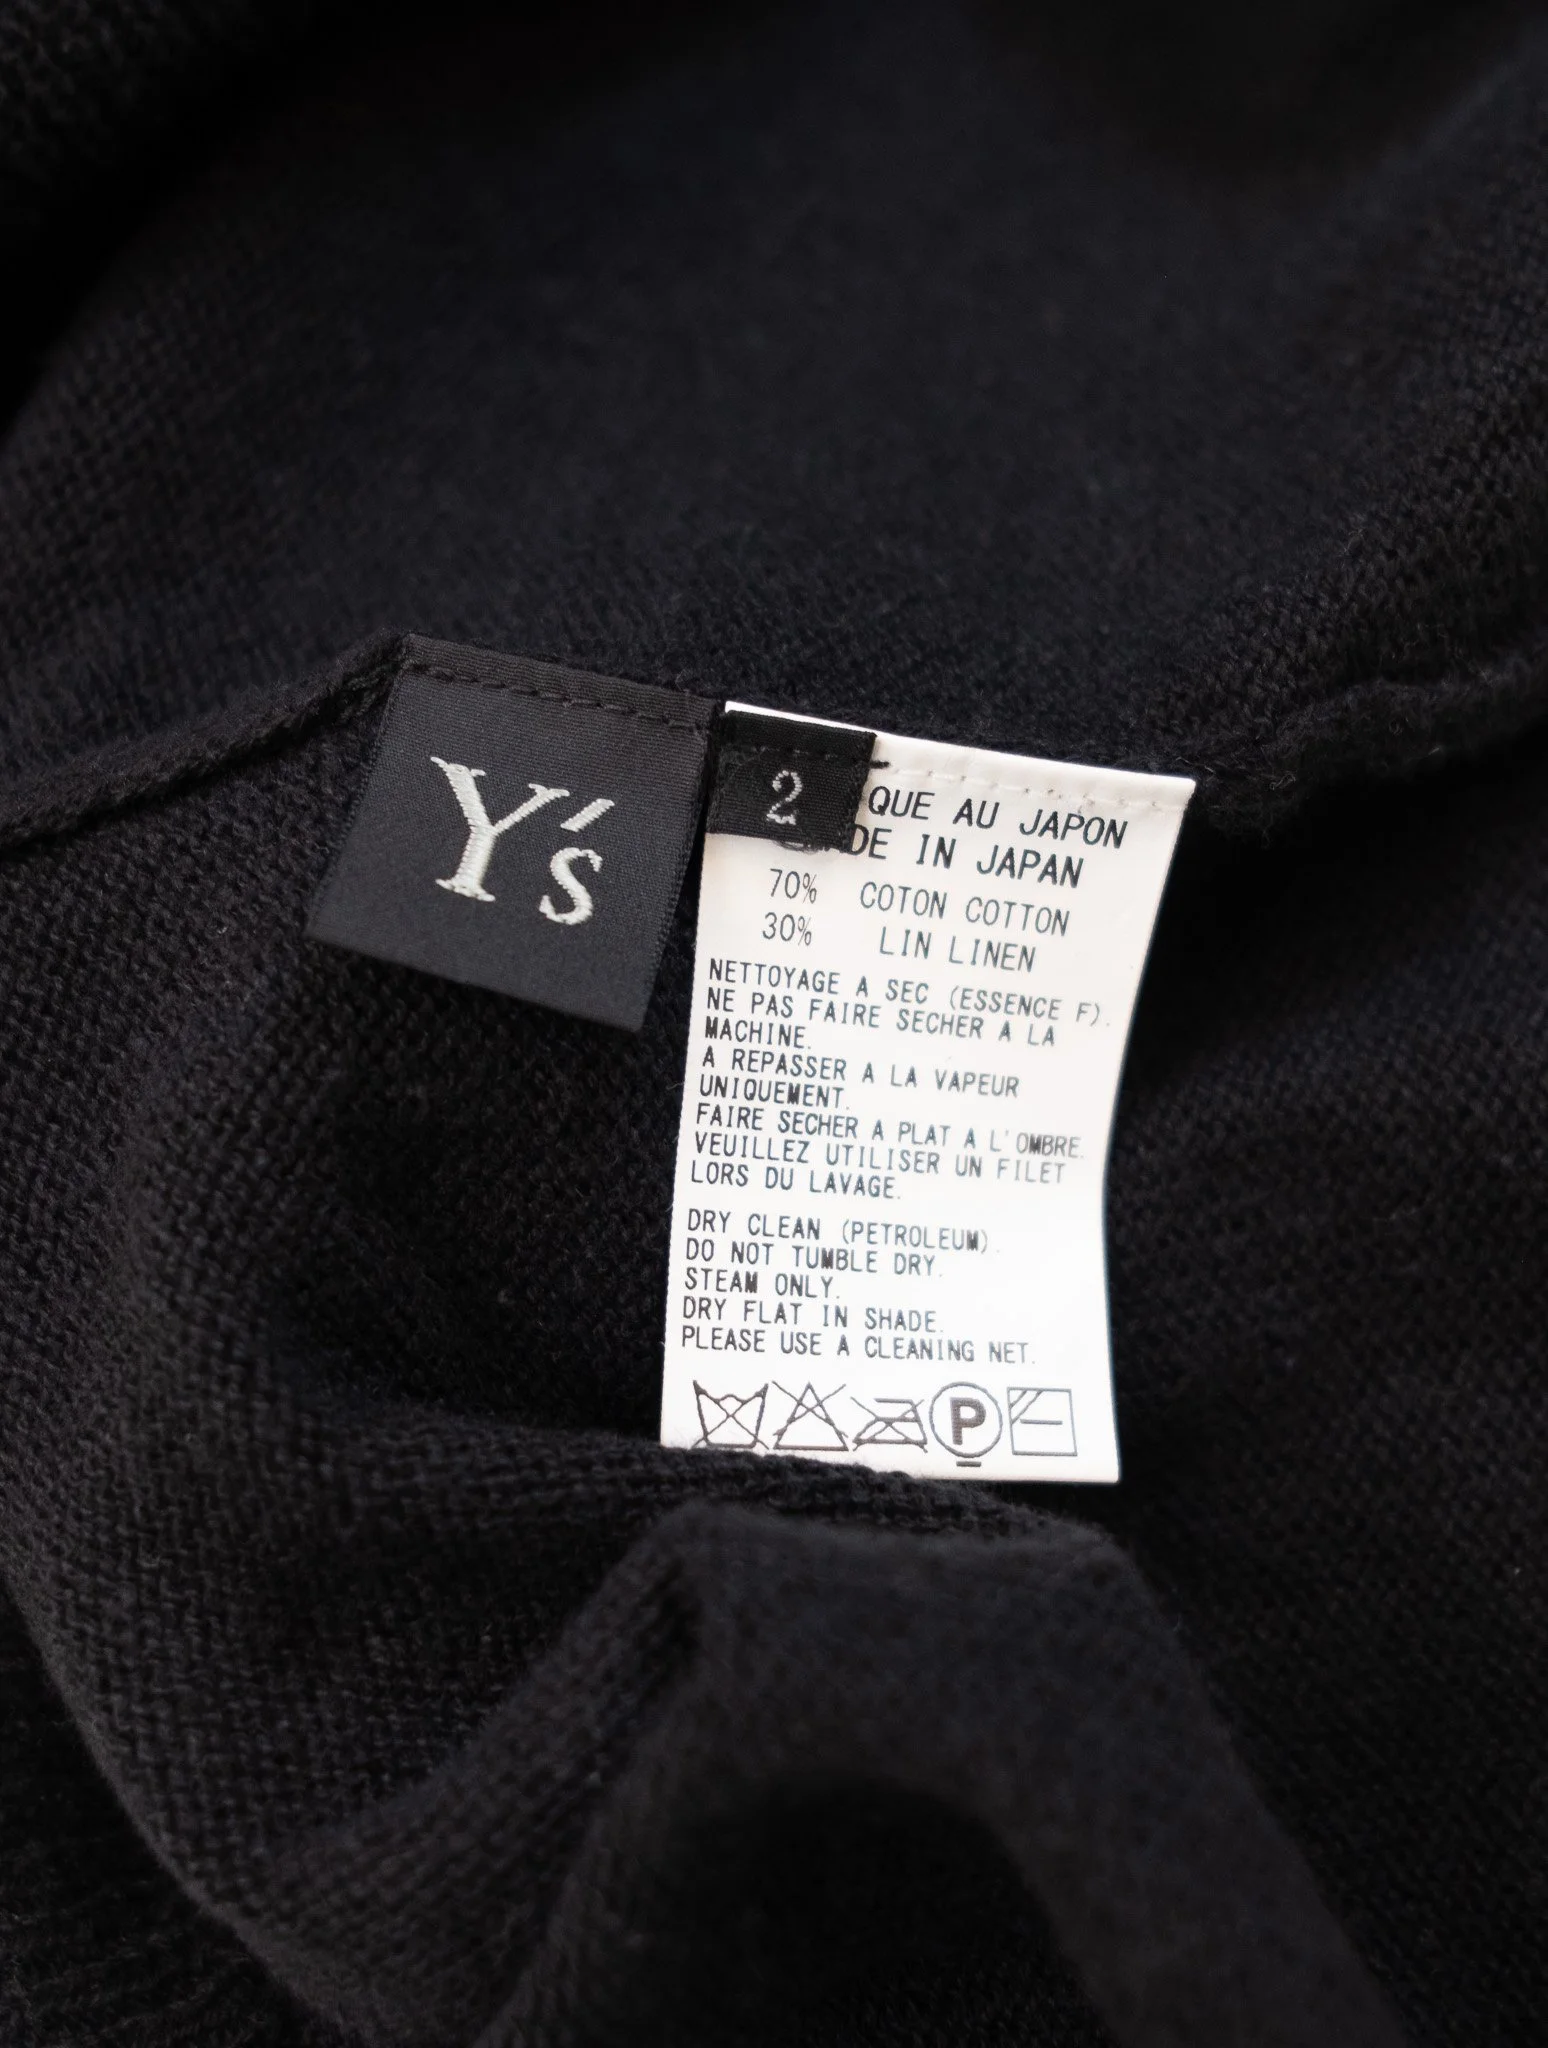 Y's
2
QUE AU JAPON
DE IN JAPAN
70% COTON COTTON
30% LIN LINEN
NETTOYAGE A SEC (ESSENCE F).
NE PAS FAIRE SECHER A LA
MACHINE.
A REPASSER A LA VAPEUR
UNIQUEMENT.
FAIRE SECHER A PLAT A L'OMBRE.
VEUILLEZ UTILISER UN FILET
LORS DU LAVAGE.
DRY CLEAN (PETROLEUM).
DO NOT TUMBLE DRY.
STEAM ONLY.
DRY FLAT IN SHADE.
PLEASE USE A CLEANING NET.
P